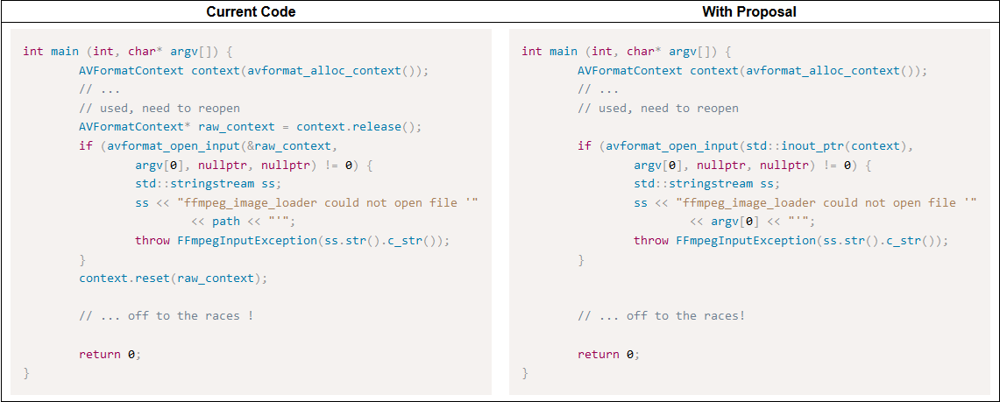 Current Code
int main (int, char* argv[]) {
AVFormatContext context(avformat_alloc_context());
// ...
// used, need to reopen
AVFormatContext* raw_context = context.release();
if (avformat_open_input(&raw_context,
argv[0], nullptr, nullptr) != 0) {
std::stringstream ss;
ss << "ffmpeg_image_loader could not open file '"
<< path << "'";
throw FFmpegInputException(ss.str().c_str());
}
context.reset(raw_context);
// ... off to the races !
return 0;
}
With Proposal
int main (int, char* argv[]) {
AVFormatContext context(avformat_alloc_context());
// ...
// used, need to reopen
if (avformat_open_input(std::inout_ptr(context),
argv[0], nullptr, nullptr) != 0) {
std::stringstream ss;
ss << "ffmpeg_image_loader could not open file '"
<< argv[0] << "'";
throw FFmpegInputException(ss.str().c_str());
}
// ... off to the races!
return 0;
}